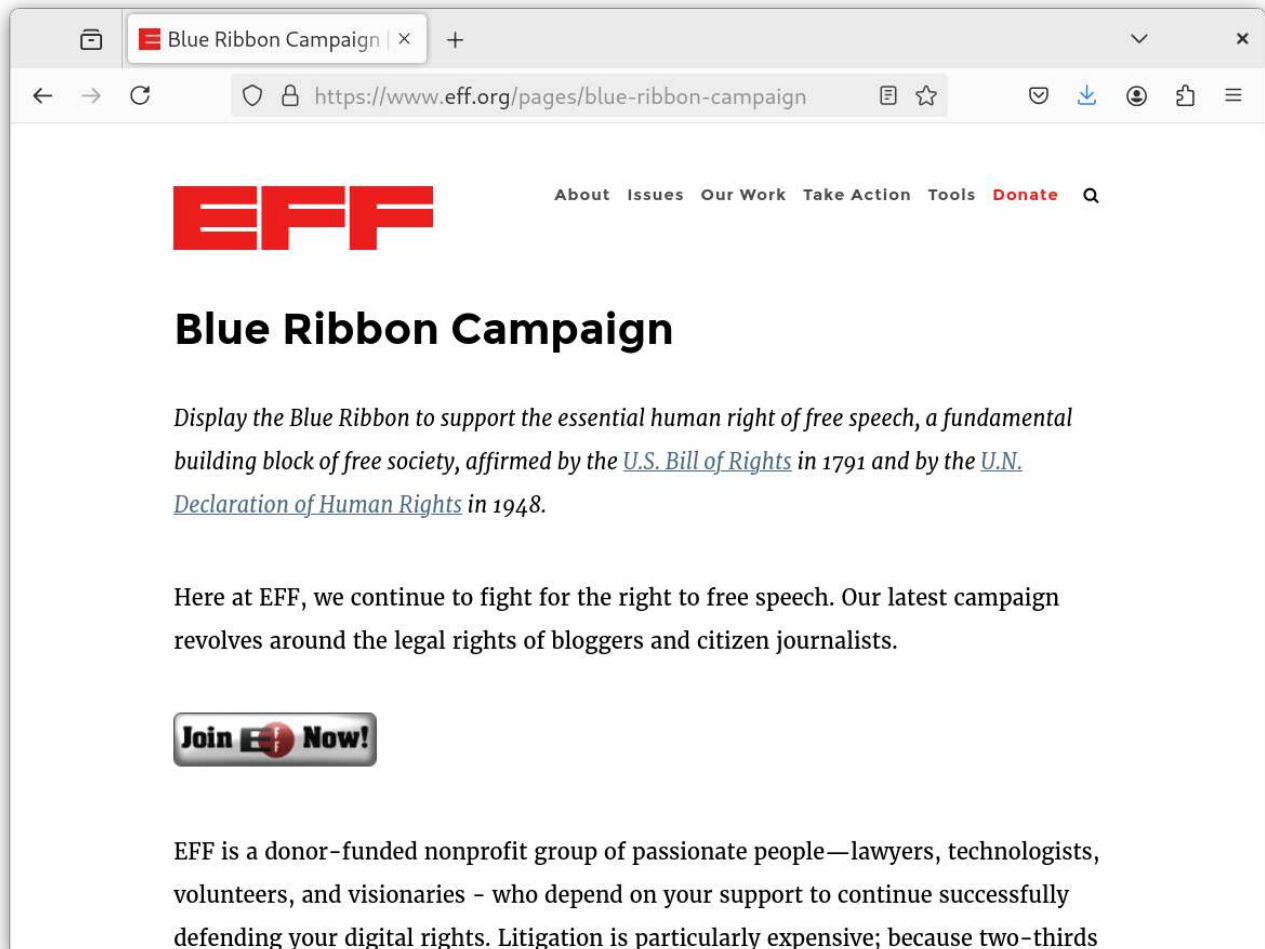 Blue Ribbon Campaign
https://www.eff.org/pages/blue-ribbon-campaign
EFF
About Issues Our Work Take Action Tools Donate
Blue Ribbon Campaign
Display the Blue Ribbon to support the essential human right of free speech, a fundamental
building block of free society, affirmed by the U.S. Bill of Rights in 1791 and by the U.N.
Declaration of Human Rights in 1948.
Here at EFF, we continue to fight for the right to free speech. Our latest campaign
revolves around the legal rights of bloggers and citizen journalists.
Join EFF Now!
EFF is a donor-funded nonprofit group of passionate people—lawyers, technologists,
volunteers, and visionaries - who depend on your support to continue successfully
defending your digital rights. Litigation is particularly expensive; because two-thirds